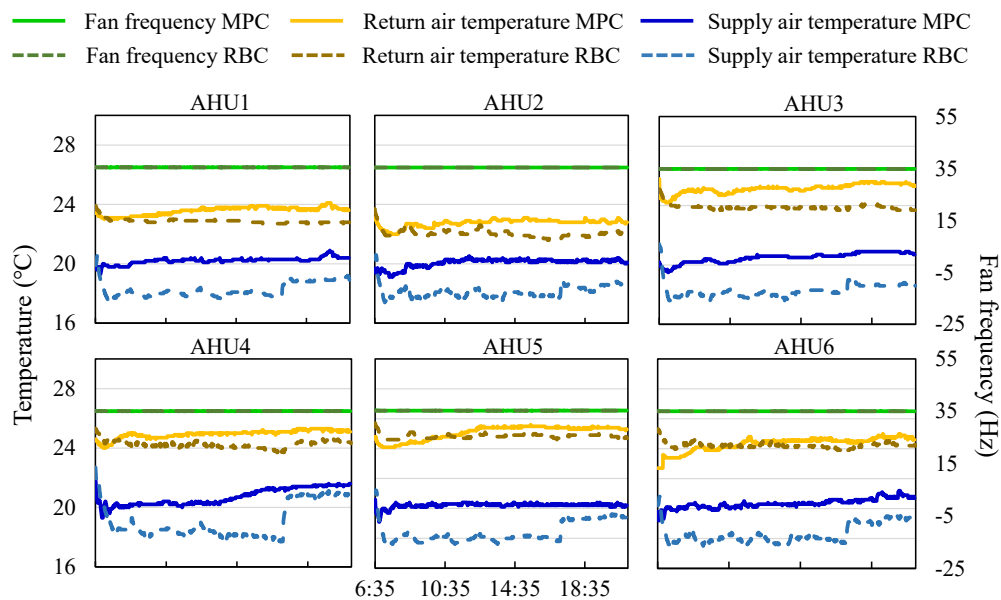 Fan frequency MPC Return air temperature MPC Supply air temperature MPC
Fan frequency RBC Return air temperature RBC Supply air temperature RBC
AHU1 AHU2 AHU3
28
24
20
16
55
35
15
-5
-25
Temperature (℃)
Fan frequency (Hz)
AHU4 AHU5 AHU6
28
24
20
16
55
35
15
-5
-25
6:35 10:35 14:35 18:35